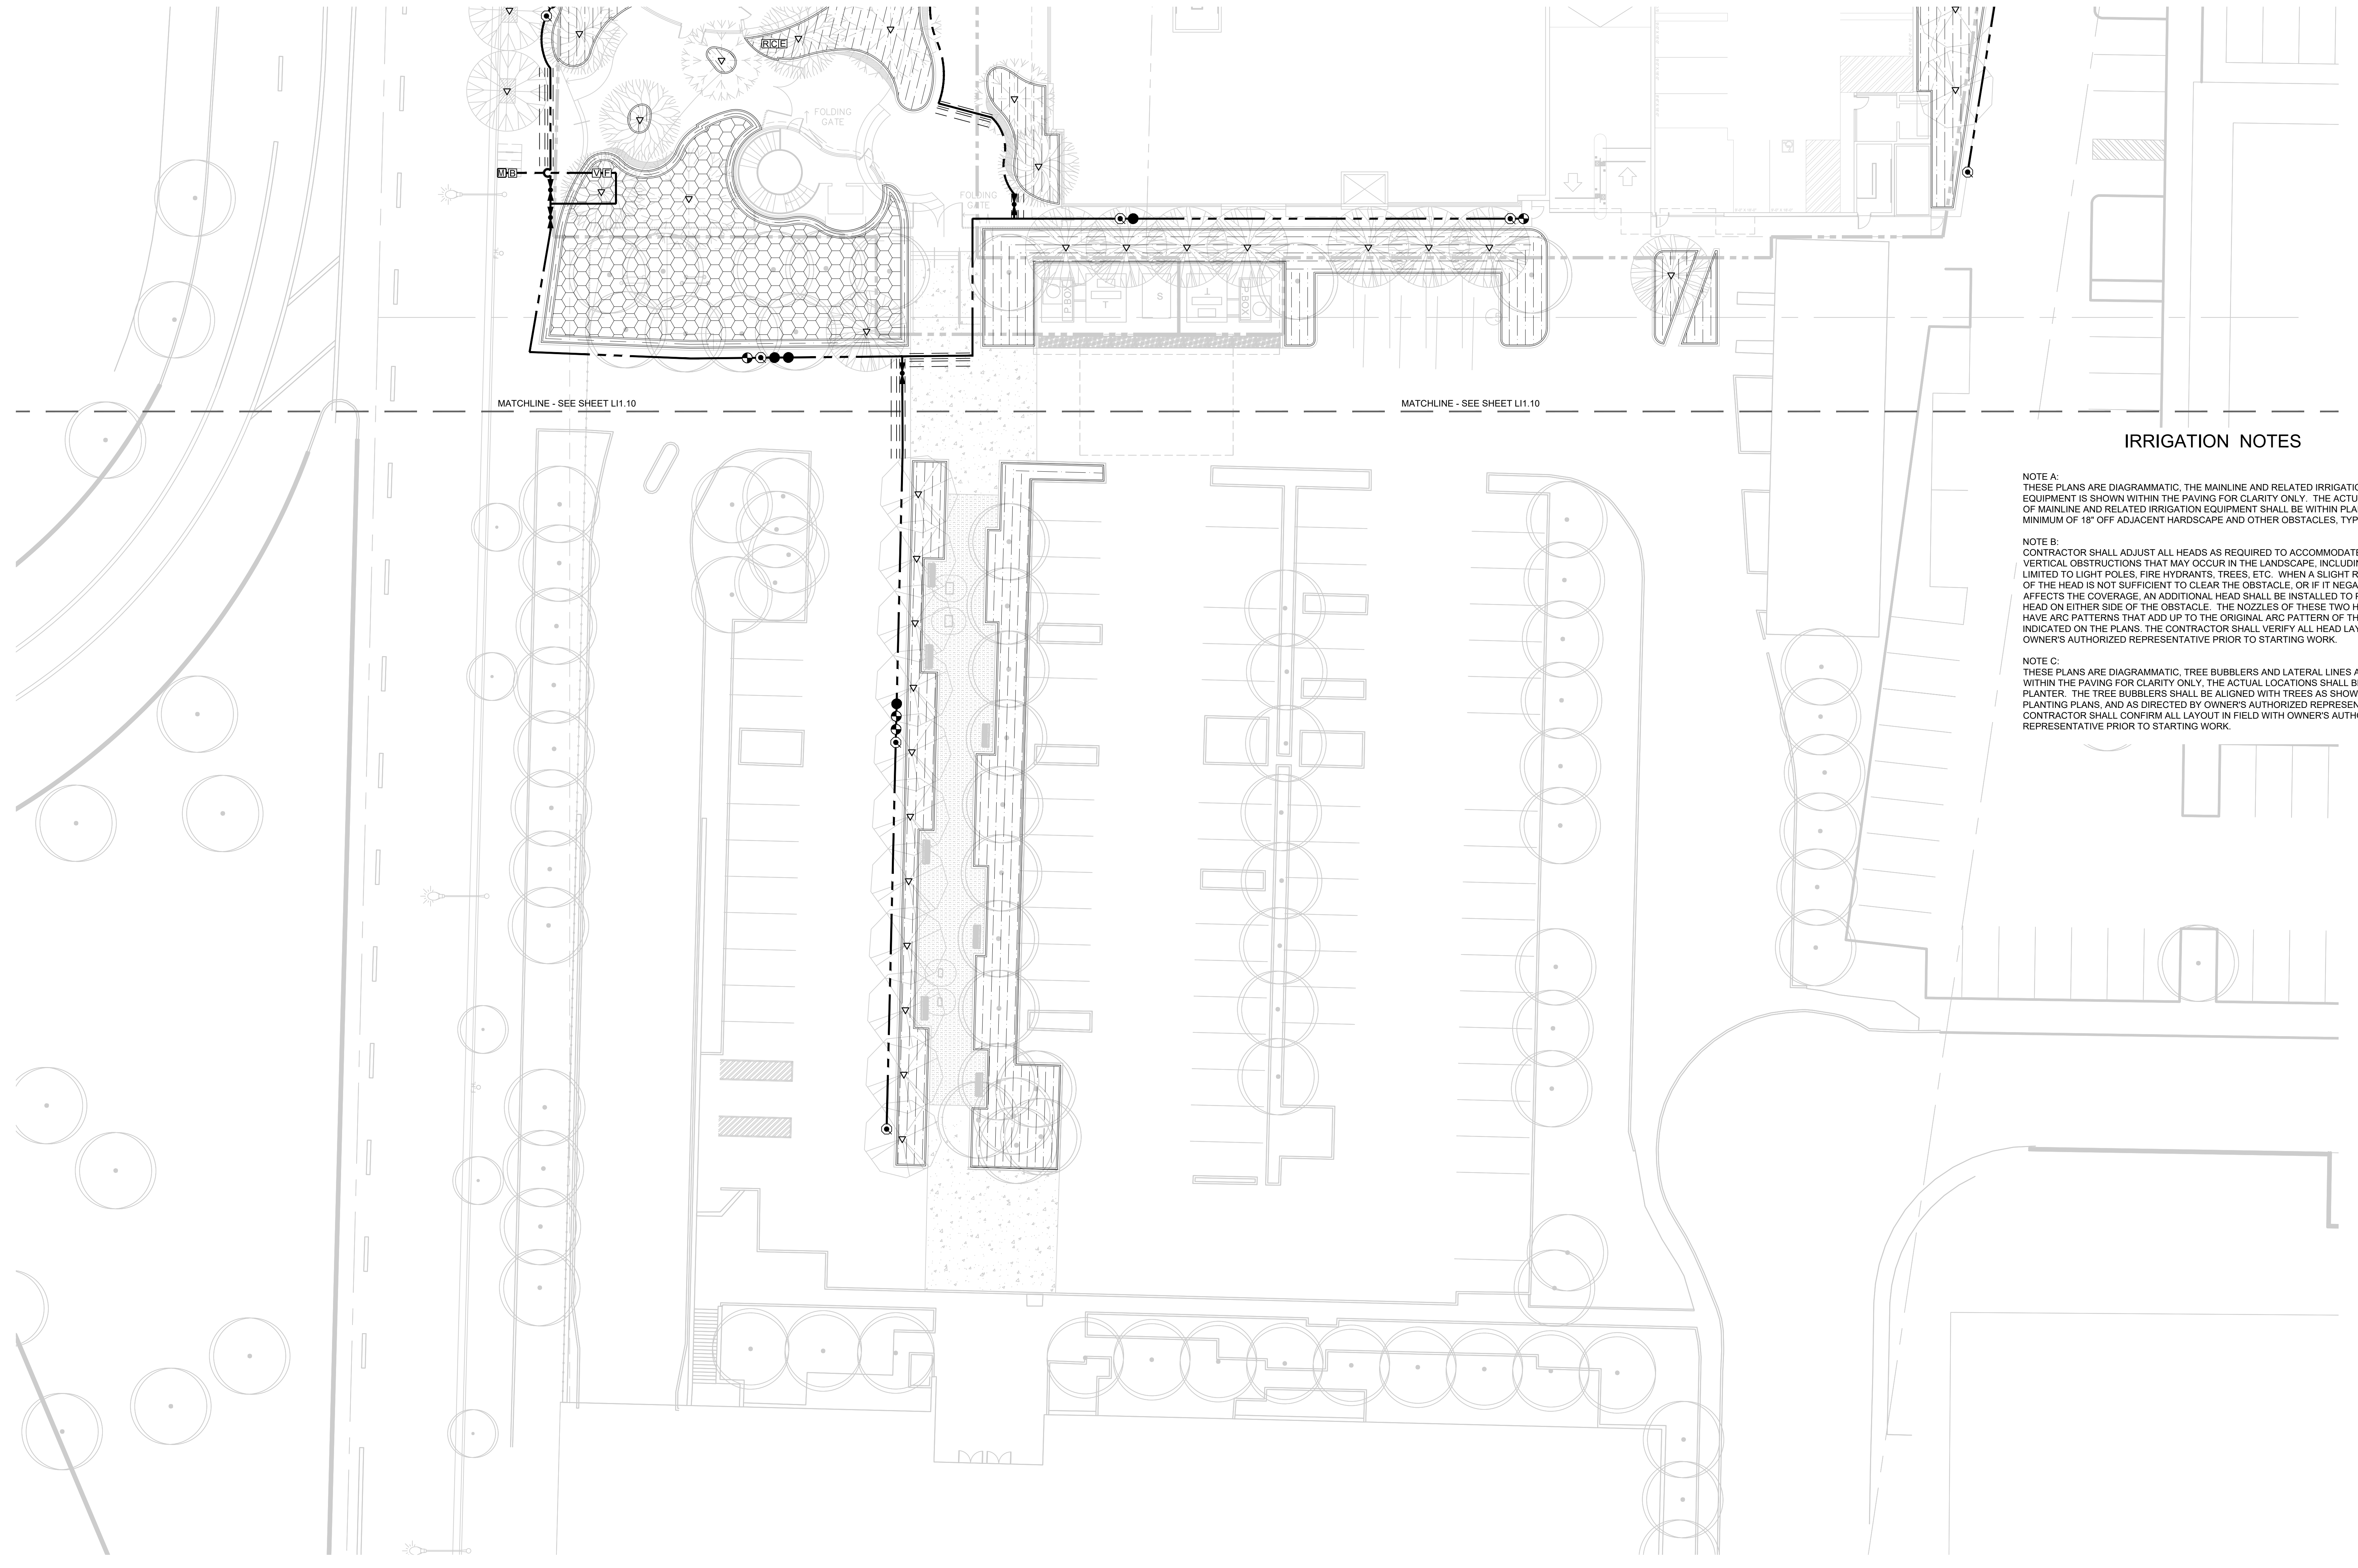 RCE
FOLDING
GATE
MB
VF
FOLDING
GATE
P.BOX
T
S
T
P.BOX
MATCHLINE - SEE SHEET LI1.10
MATCHLINE - SEE SHEET LI1.10
IRRIGATION NOTES
NOTE A:
THESE PLANS ARE DIAGRAMMATIC, THE MAINLINE AND RELATED IRRIGATIO
EQUIPMENT IS SHOWN WITHIN THE PAVING FOR CLARITY ONLY. THE ACTU
OF MAINLINE AND RELATED IRRIGATION EQUIPMENT SHALL BE WITHIN PLA
MINIMUM OF 18" OFF ADJACENT HARDSCAPE AND OTHER OBSTACLES, TYP
NOTE B:
CONTRACTOR SHALL ADJUST ALL HEADS AS REQUIRED TO ACCOMMODATE
VERTICAL OBSTRUCTIONS THAT MAY OCCUR IN THE LANDSCAPE, INCLUDIN
LIMITED TO LIGHT POLES, FIRE HYDRANTS, TREES, ETC. WHEN A SLIGHT R
OF THE HEAD IS NOT SUFFICIENT TO CLEAR THE OBSTACLE, OR IF IT NEGA
AFFECTS THE COVERAGE, AN ADDITIONAL HEAD SHALL BE INSTALLED TO P
HEAD ON EITHER SIDE OF THE OBSTACLE. THE NOZZLES OF THESE TWO H
HAVE ARC PATTERNS THAT ADD UP TO THE ORIGINAL ARC PATTERN OF TH
INDICATED ON THE PLANS. THE CONTRACTOR SHALL VERIFY ALL HEAD LAY
OWNER'S AUTHORIZED REPRESENTATIVE PRIOR TO STARTING WORK.
NOTE C:
THESE PLANS ARE DIAGRAMMATIC, TREE BUBBLERS AND LATERAL LINES A
WITHIN THE PAVING FOR CLARITY ONLY, THE ACTUAL LOCATIONS SHALL B
PLANTER. THE TREE BUBBLERS SHALL BE ALIGNED WITH TREES AS SHOW
PLANTING PLANS, AND AS DIRECTED BY OWNER'S AUTHORIZED REPRESEN
CONTRACTOR SHALL CONFIRM ALL LAYOUT IN FIELD WITH OWNER'S AUTH
REPRESENTATIVE PRIOR TO STARTING WORK.